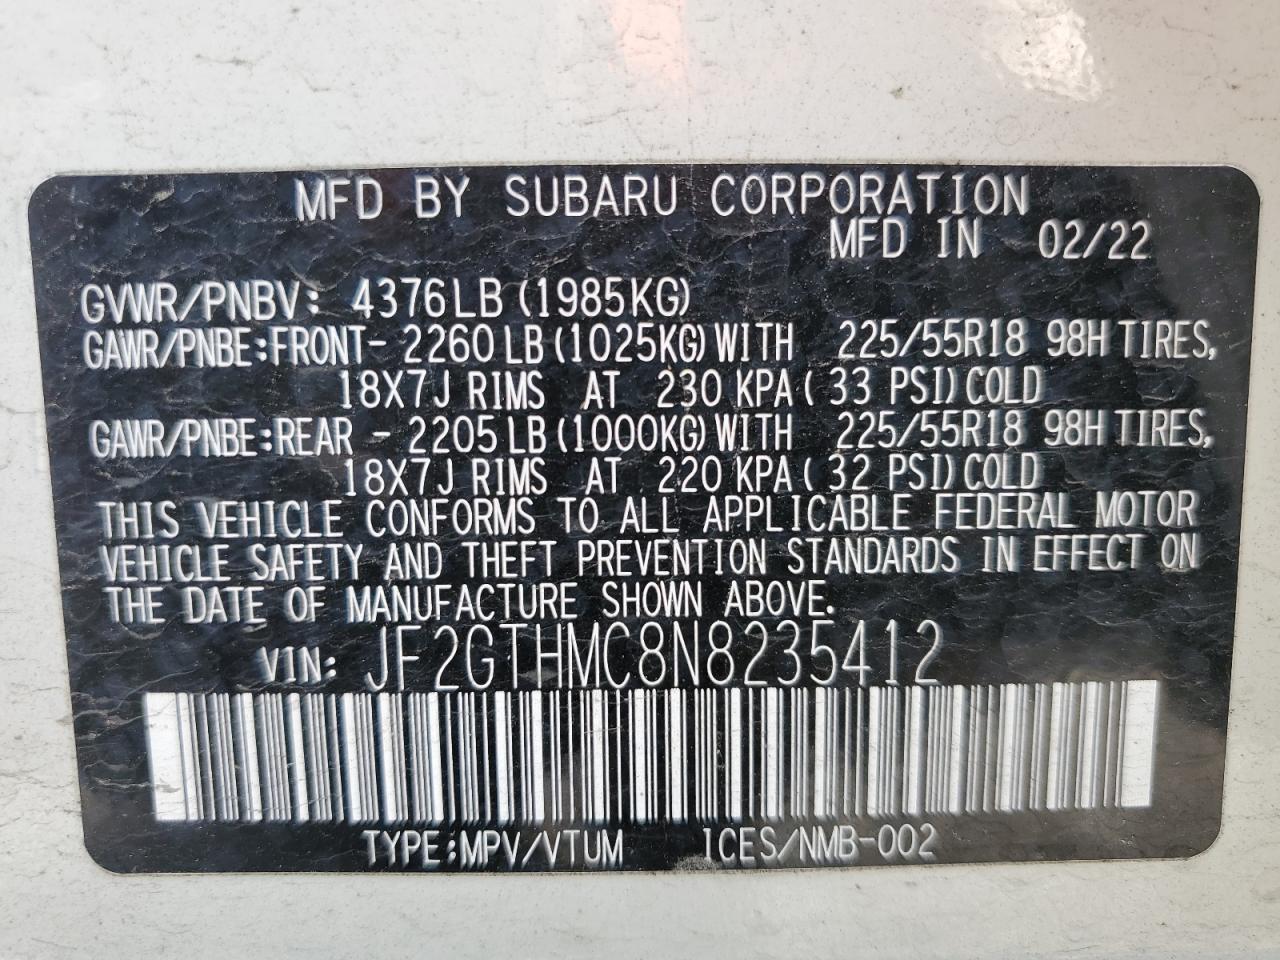 MFD BY SUBARU CORPORATION
MFD IN 02/22
GVWR/PNBV: 4376LB (1985KG)
GAWR/PNBE:FRONT- 2260LB (1025KG) WITH 225/55R18 98H TIRES,
18X7J RIMS AT 230 KPA ( 33 PSI) COLD
GAWR/PNBE:REAR - 2205LB (1000KG) WITH 225/55R18 98H TIRES,
18X7J RIMS AT 220 KPA ( 32 PSI) COLD
THIS VEHICLE CONFORMS TO ALL APPLICABLE FEDERAL MOTOR
VEHICLE SAFETY AND THEFT PREVENTION STANDARDS IN EFFECT ON
THE DATE OF MANUFACTURE SHOWN ABOVE.
VIN: JF2GTHMC8N8235412
TYPE:MPV/VTUM ICES/NMB-002